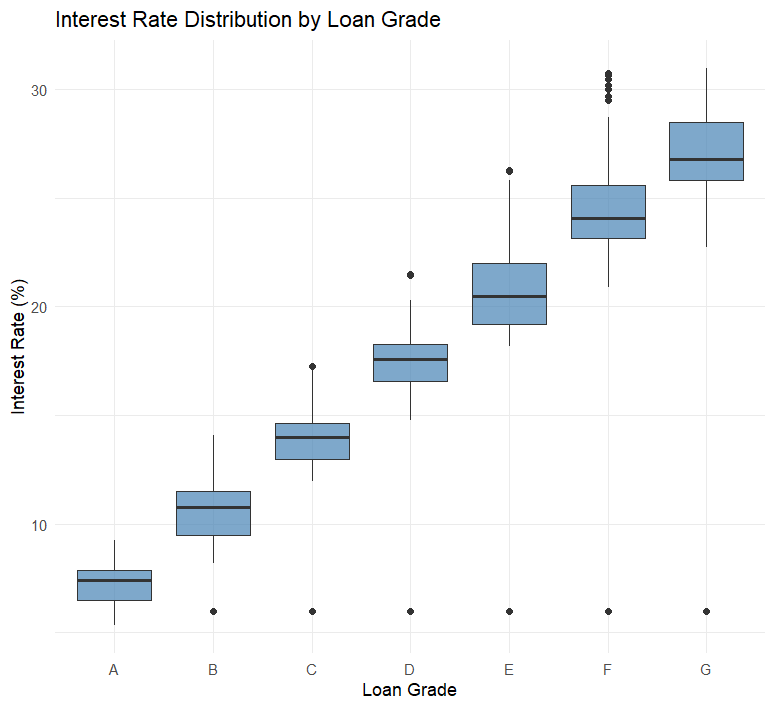 Interest Rate Distribution by Loan Grade
Interest Rate (%)
30
20
10
A B C D E F G
Loan Grade